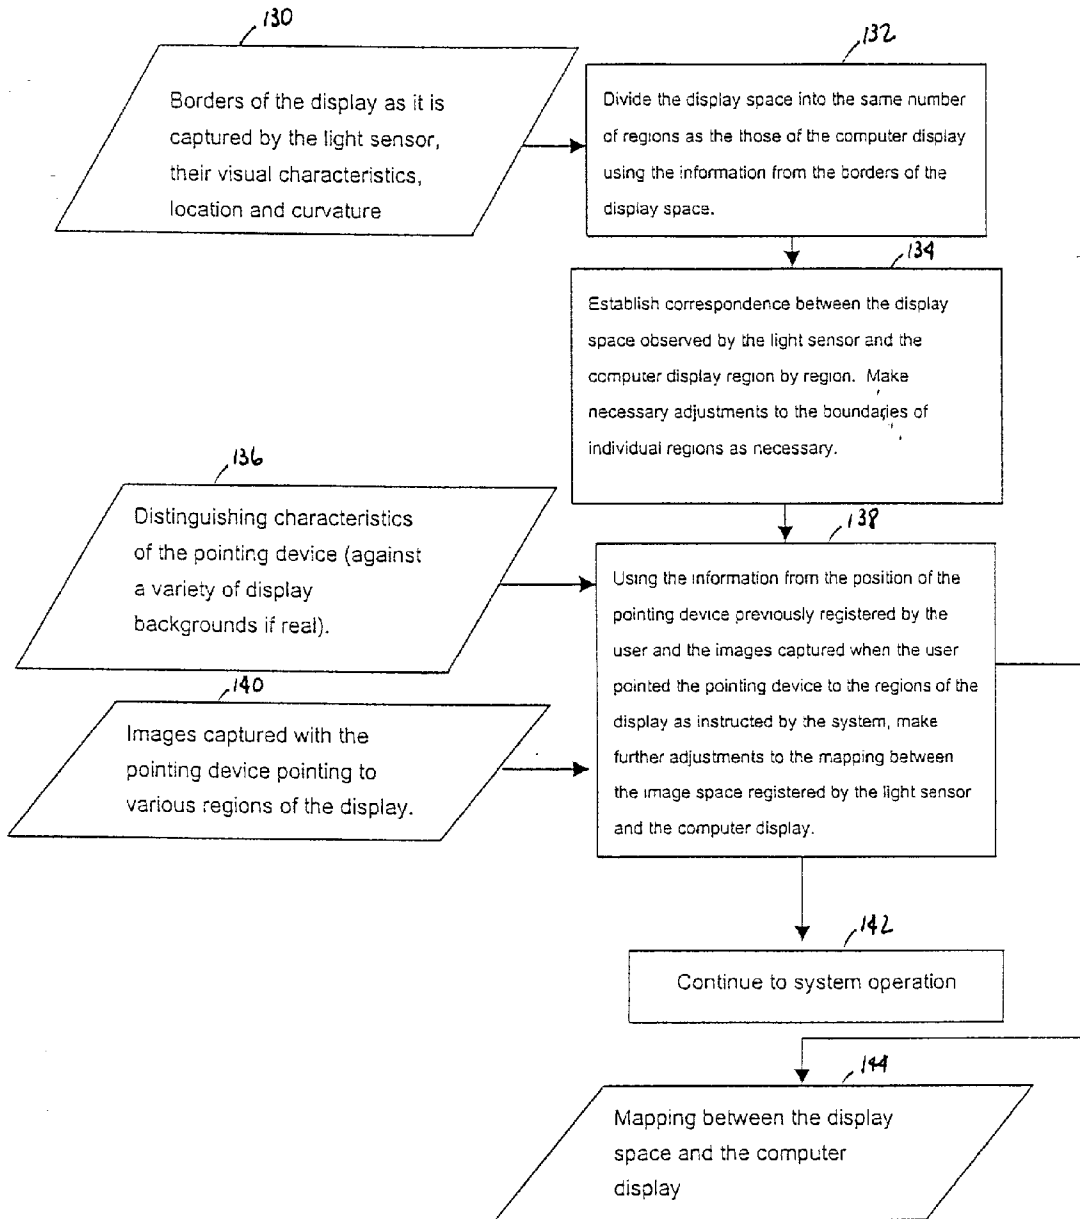 130
Borders of the display as it is
captured by the light sensor,
their visual characteristics,
location and curvature
132
Divide the display space into the same number
of regions as the those of the computer display
using the information from the borders of the
display space.
134
Establish correspondence between the display
space observed by the light sensor and the
computer display region by region. Make
necessary adjustments to the boundaries of
individual regions as necessary.
136
Distinguishing characteristics
of the pointing device (against
a variety of display
backgrounds if real).
138
Using the information from the position of the
pointing device previously registered by the
user and the images captured when the user
pointed the pointing device to the regions of the
display as instructed by the system, make
further adjustments to the mapping between
the image space registered by the light sensor
and the computer display.
140
Images captured with the
pointing device pointing to
various regions of the display.
142
Continue to system operation
144
Mapping between the display
space and the computer
display